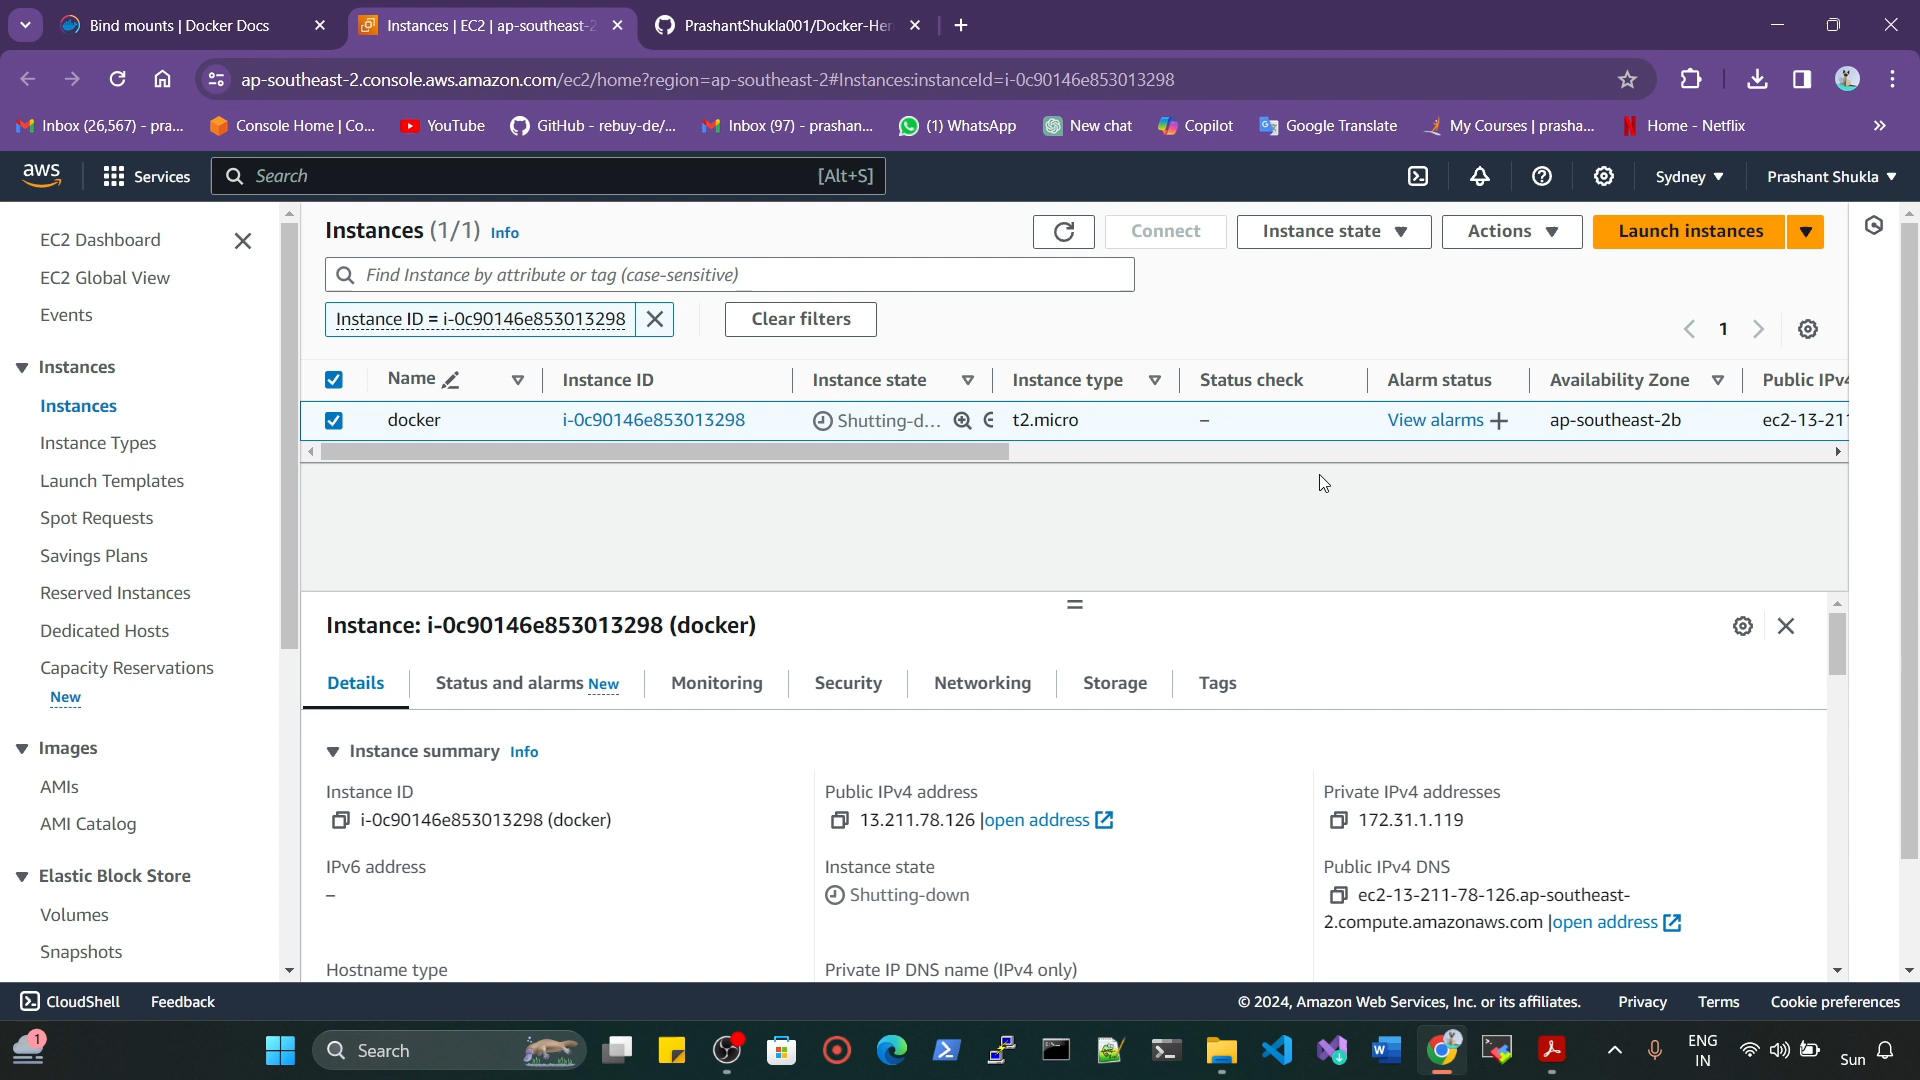 Bind mounts | Docker Docs
Instances | EC2 | ap-southeast-2
PrashantShukla001/Docker-Her
ap-southeast-2.console.aws.amazon.com/ec2/home?region=ap-southeast-2#Instances:instanceId=i-0c90146e853013298
Inbox (26,567) - pra...
Console Home | Co...
YouTube
GitHub - rebuy-de/...
Inbox (97) - prashan...
(1) WhatsApp
New chat
Copilot
Google Translate
My Courses | prasha...
Home - Netflix
aws
Services
Search
[Alt+S]
Sydney
Prashant Shukla
EC2 Dashboard
EC2 Global View
Events
Instances
Instances
Instance Types
Launch Templates
Spot Requests
Savings Plans
Reserved Instances
Dedicated Hosts
Capacity Reservations
New
Images
AMIs
AMI Catalog
Elastic Block Store
Volumes
Snapshots
Instances (1/1) Info
Connect
Instance state
Actions
Launch instances
Find Instance by attribute or tag (case-sensitive)
Instance ID = i-0c90146e853013298
Clear filters
1
Name Instance ID Instance state Instance type Status check Alarm status Availability Zone Public IPv4
docker i-0c90146e853013298 Shutting-d... t2.micro – View alarms + ap-southeast-2b ec2-13-211
Instance: i-0c90146e853013298 (docker)
Details
Status and alarms New
Monitoring
Security
Networking
Storage
Tags
Instance summary Info
Instance ID
i-0c90146e853013298 (docker)
Public IPv4 address
13.211.78.126 |open address
Private IPv4 addresses
172.31.1.119
IPv6 address
–
Instance state
Shutting-down
Public IPv4 DNS
ec2-13-211-78-126.ap-southeast-
2.compute.amazonaws.com |open address
Hostname type
Private IP DNS name (IPv4 only)
CloudShell
Feedback
© 2024, Amazon Web Services, Inc. or its affiliates.
Privacy
Terms
Cookie preferences
1
Search
ENG
IN
Sun